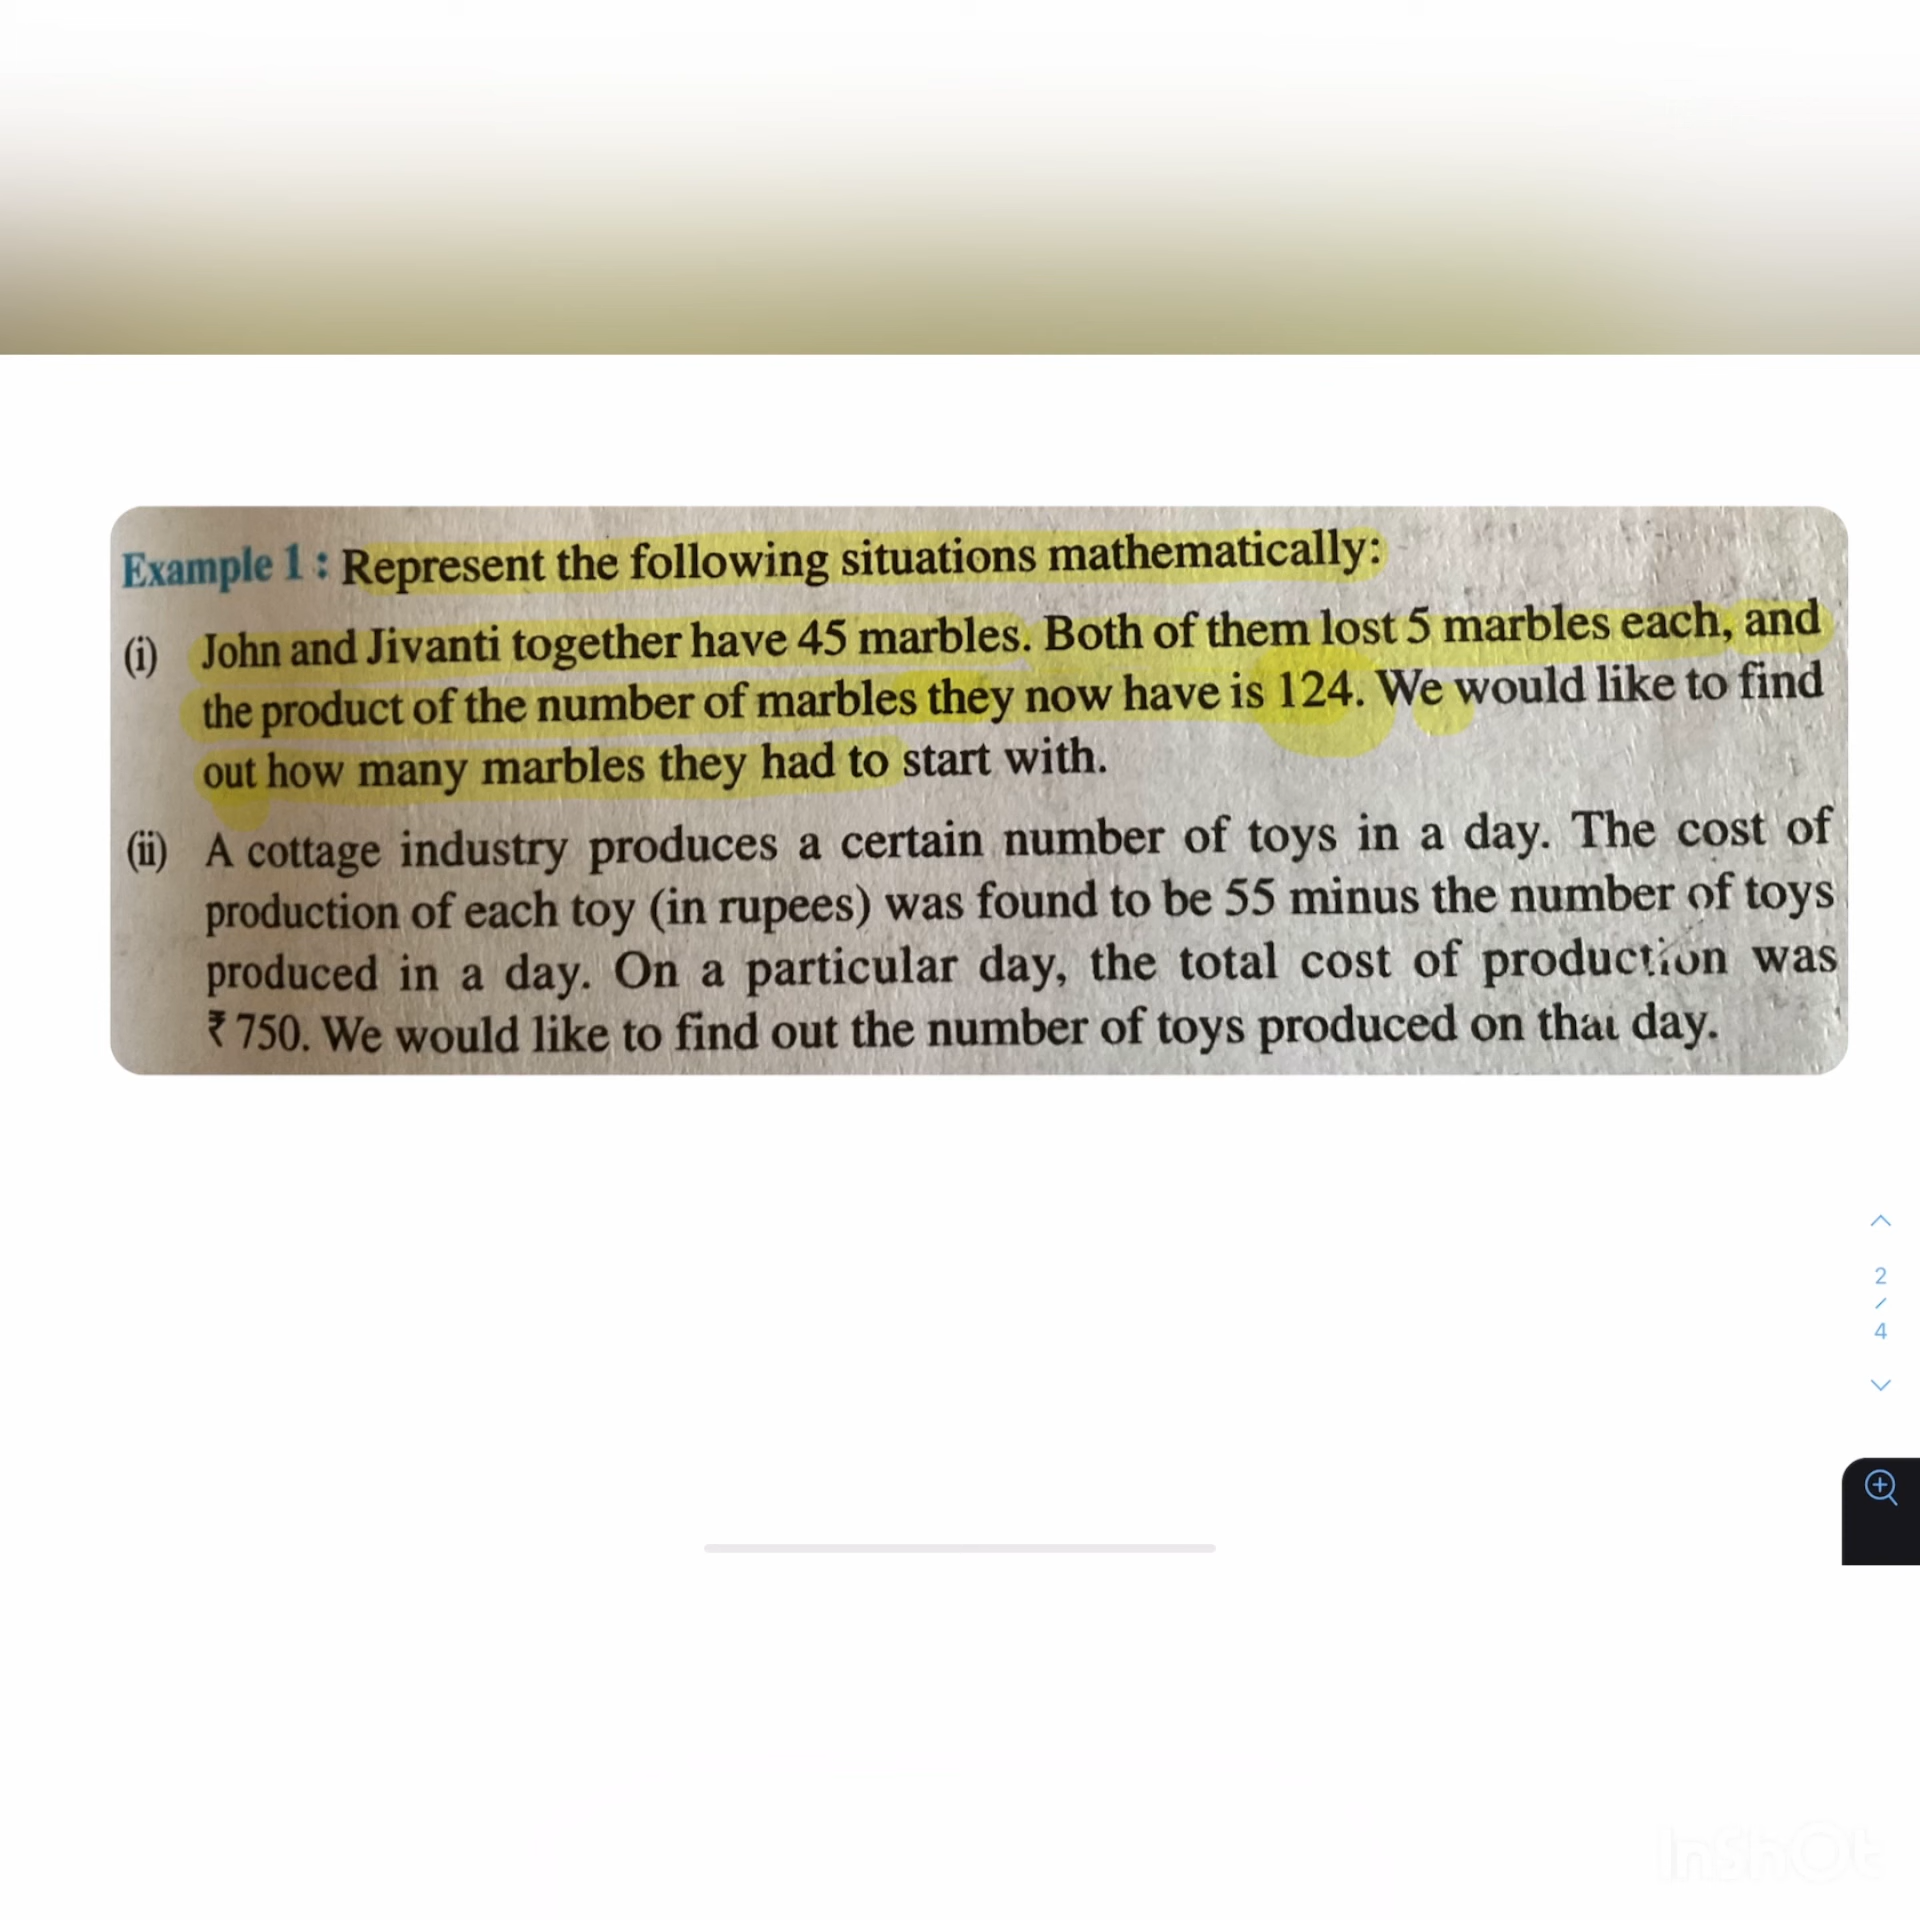 Example 1 : Represent the following situations mathematically:
(i) John and Jivanti together have 45 marbles. Both of them lost 5 marbles each, and
the product of the number of marbles they now have is 124. We would like to find
out how many marbles they had to start with.
(ii) A cottage industry produces a certain number of toys in a day. The cost of
production of each toy (in rupees) was found to be 55 minus the number of toys
produced in a day. On a particular day, the total cost of production was
₹ 750. We would like to find out the number of toys produced on that day.
2
/
4
InShOt